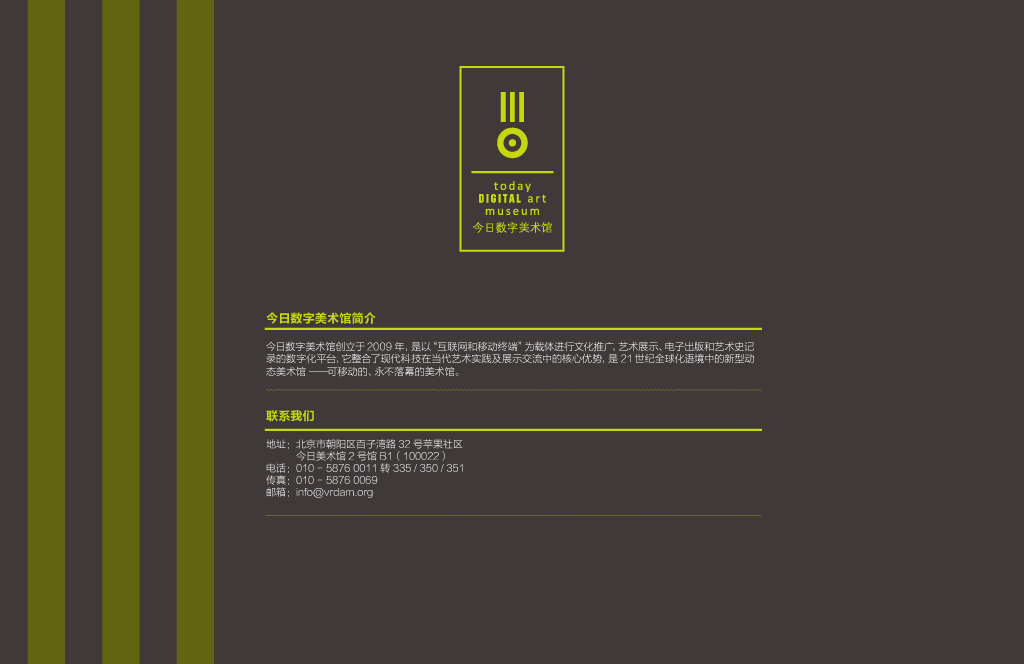 today
DIGITAL art
museum
今日数字美术馆
今日数字美术馆简介
今日数字美术馆创立于 2009 年, 是以 “互联网和移动终端” 为载体进行文化推广、艺术展示、电子出版和艺术史记
录的数字化平台, 它整合了现代科技在当代艺术实践及展示交流中的核心优势, 是 21 世纪全球化语境中的新型动
态美术馆 ——可移动的、永不落幕的美术馆。
联系我们
地址: 北京市朝阳区百子湾路 32 号苹果社区
今日美术馆 2 号馆 B1 ( 100022 )
电话: 010 - 5876 0011 转 335 / 350 / 351
传真: 010 - 5876 0069
邮箱: info@vrdam.org